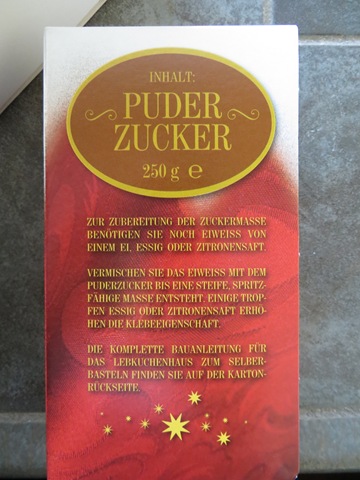 INHALT:
PUDER
ZUCKER
250 g ℮
ZUR ZUBEREITUNG DER ZUCKERMASSE
BENÖTIGEN SIE NOCH EIWEISS VON
EINEM EI, ESSIG ODER ZITRONENSAFT.
VERMISCHEN SIE DAS EIWEISS MIT DEM
PUDERZUCKER BIS EINE STEIFE, SPRITZ-
FÄHIGE MASSE ENTSTEHT. EINIGE TROP-
FEN ESSIG ODER ZITRONENSAFT ERHÖ-
HEN DIE KLEBEEIGENSCHAFT.
DIE KOMPLETTE BAUANLEITUNG FÜR
DAS LEBKUCHENHAUS ZUM SELBER-
BASTELN FINDEN SIE AUF DER KARTON-
RÜCKSEITE.